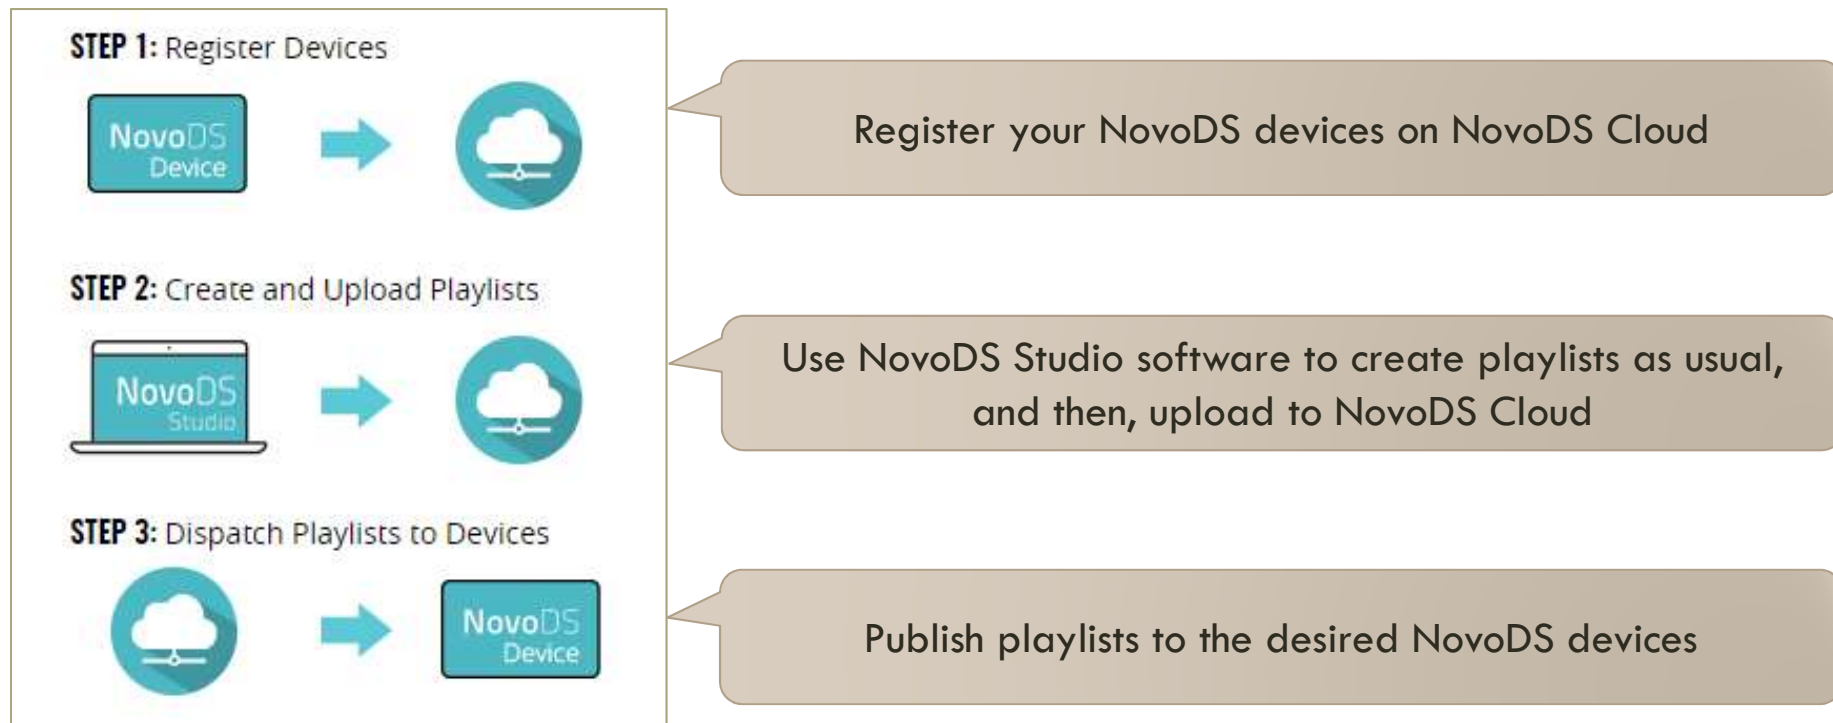 STEP 1: Register Devices
NovoDS
Device
Register your NovoDS devices on NovoDS Cloud
STEP 2: Create and Upload Playlists
NovoDS
Studio
Use NovoDS Studio software to create playlists as usual,
and then, upload to NovoDS Cloud
STEP 3: Dispatch Playlists to Devices
NovoDS
Device
Publish playlists to the desired NovoDS devices